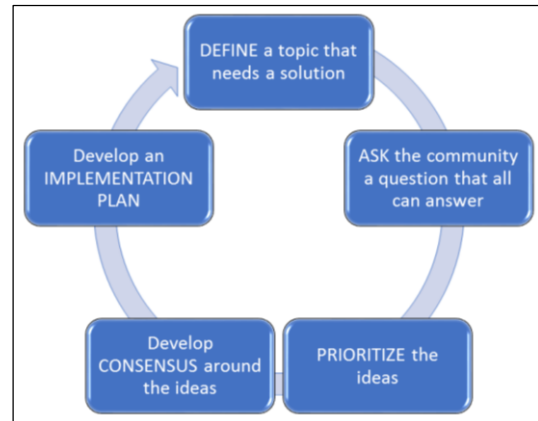 DEFINE a topic that
needs a solution
ASK the community
a question that all
can answer
PRIORITIZE the
ideas
Develop
CONSENSUS around
the ideas
Develop an
IMPLEMENTATION
PLAN